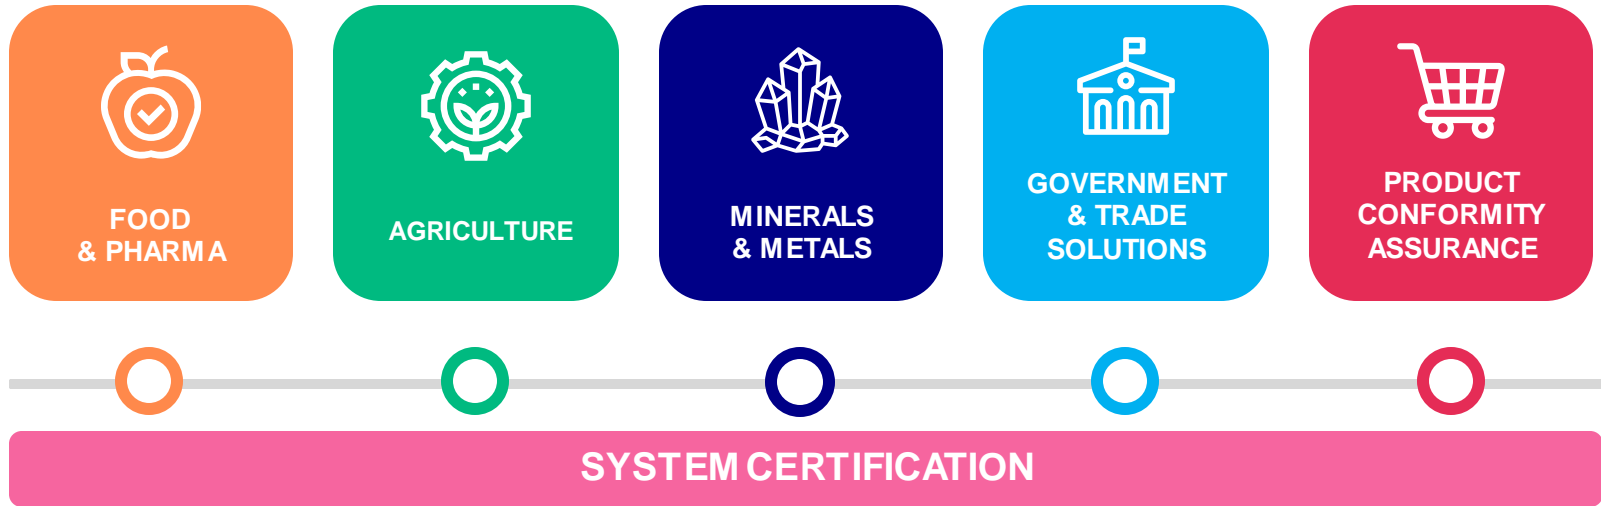 FOOD
& PHARMA
AGRICULTURE
MINERALS
& METALS
GOVERNMENT
& TRADE
SOLUTIONS
PRODUCT
CONFORMITY
ASSURANCE
SYSTEM CERTIFICATION